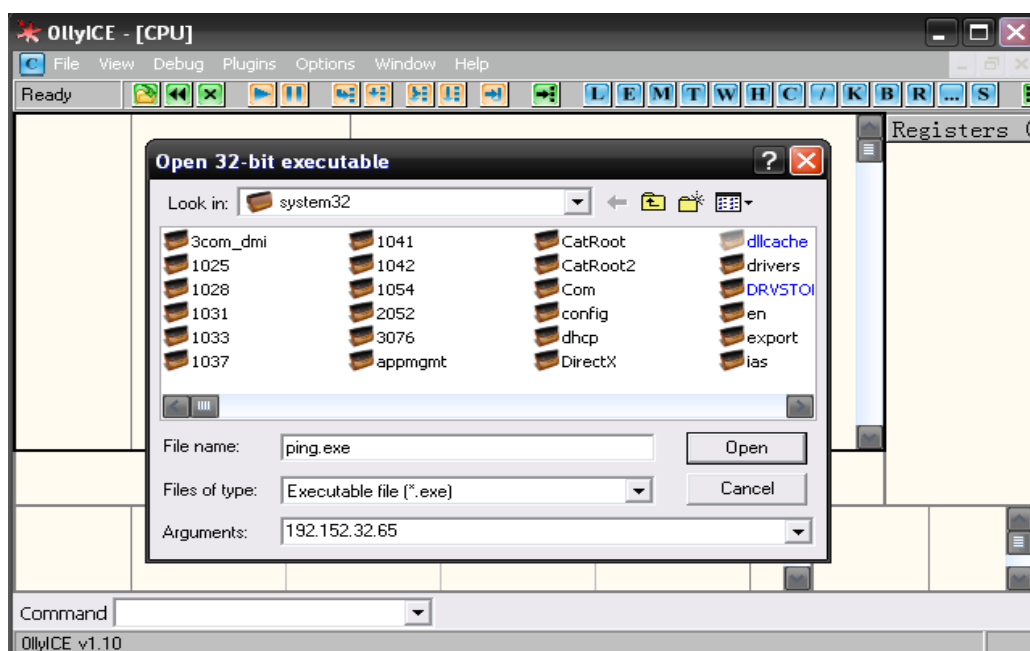 OllyICE - [CPU]
C File View Debug Plugins Options Window Help
Ready L E M T W H C / K B R ... S
Registers
Open 32-bit executable
Look in: system32
3com_dmi 1041 CatRoot dllcache
1025 1042 CatRoot2 drivers
1028 1054 Com DRVSTO
1031 2052 config en
1033 3076 dhcp export
1037 appmgmt DirectX ias
File name: ping.exe Open
Files of type: Executable file (*.exe) Cancel
Arguments: 192.152.32.65
Command
OllyICE v1.10